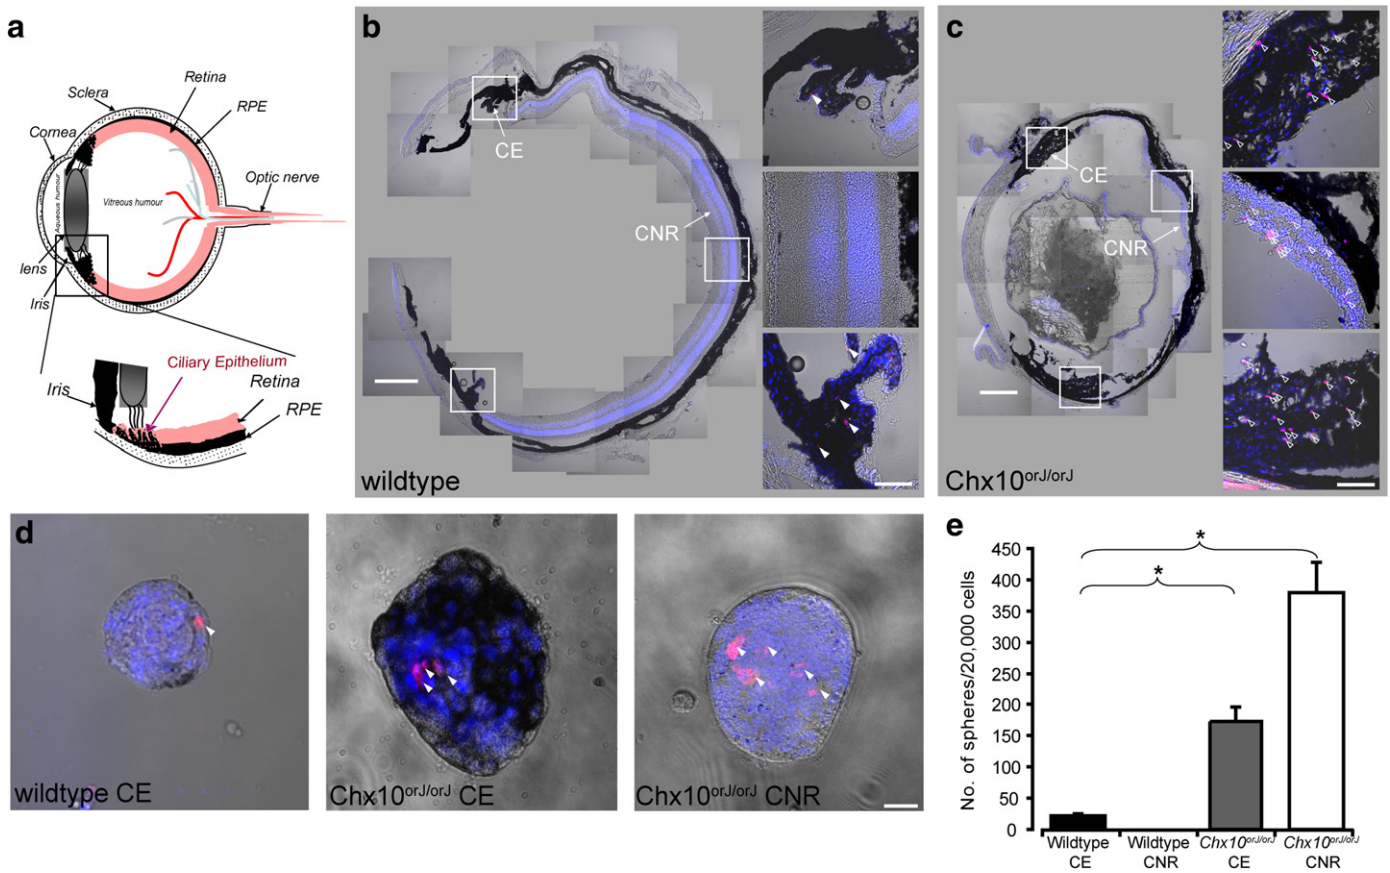 a
Retina
Sclera
RPE
Cornea
Optic nerve
Aqueous humour
Vitreous humour
lens
Iris
Ciliary Epithelium
Iris
Retina
RPE
b
CE
CNR
wildtype
c
CE
CNR
Chx10orJ/orJ
d
wildtype CE
Chx10orJ/orJ CE
Chx10orJ/orJ CNR
e
No. of spheres/20,000 cells
450
400
350
300
250
200
150
100
50
0
*
*
Wildtype
CE
Wildtype
CNR
Chx10orJ/orJ
CE
Chx10orJ/orJ
CNR